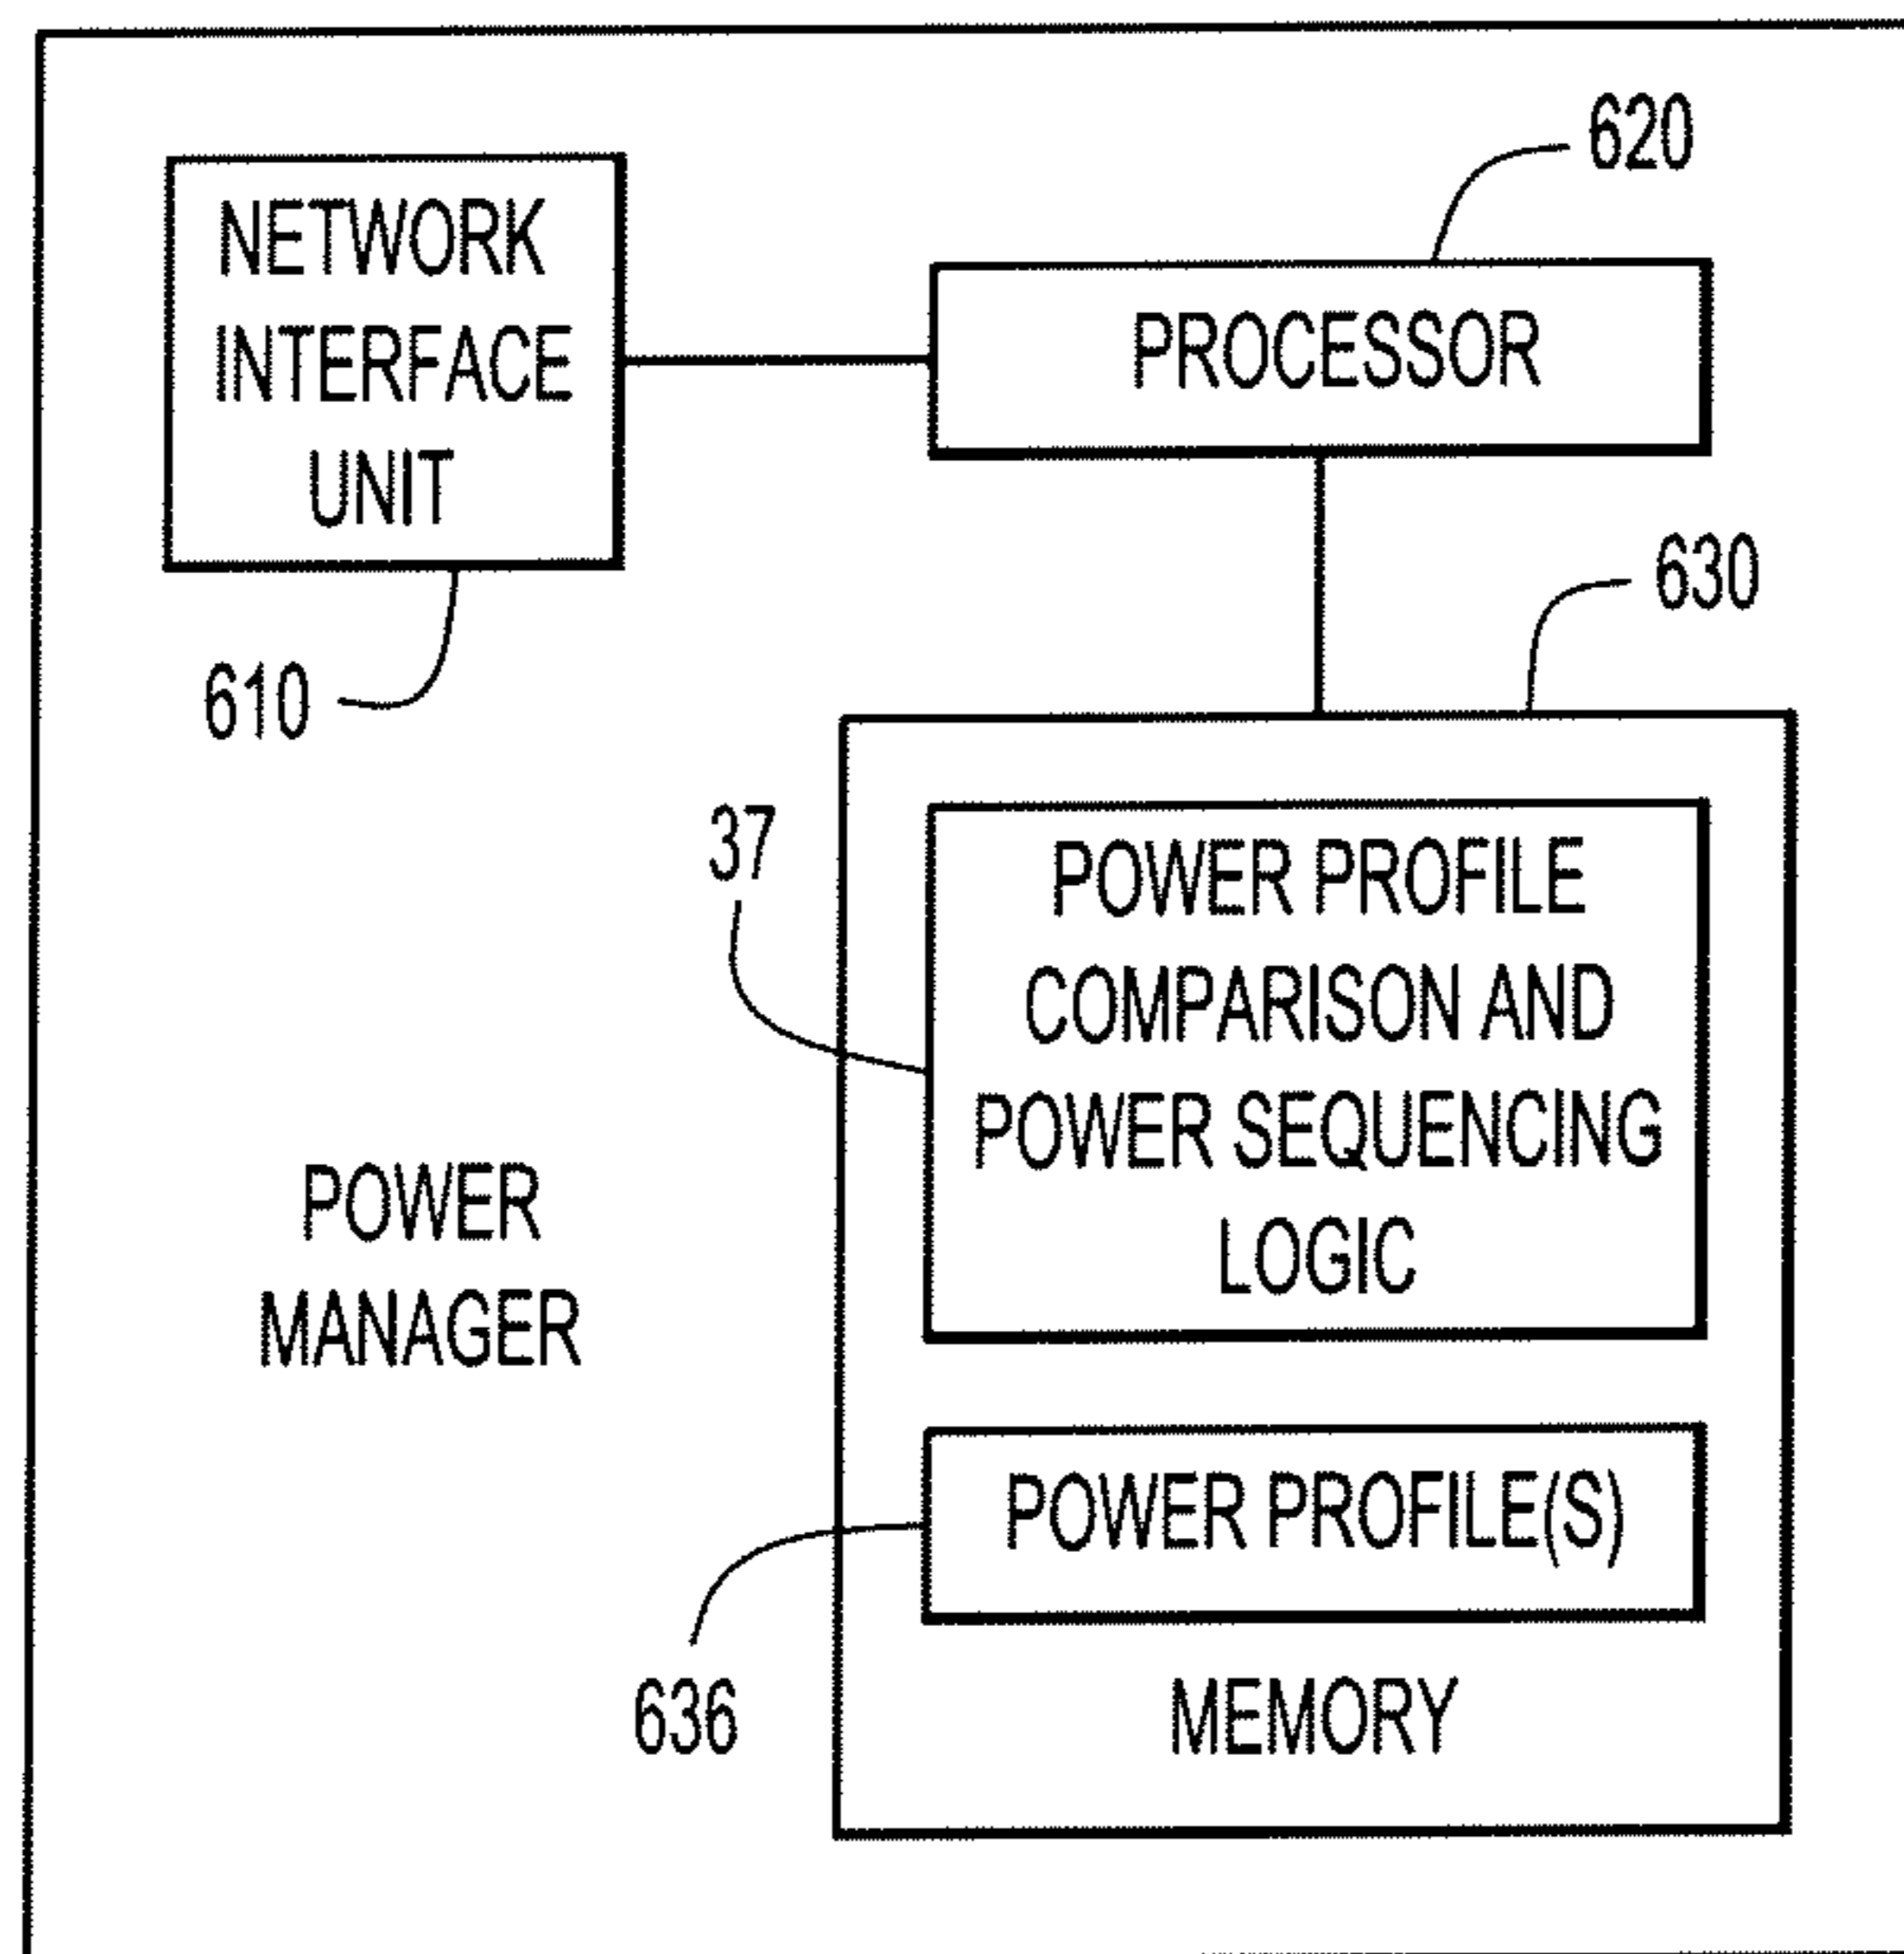 620
NETWORK
INTERFACE
UNIT
PROCESSOR
630
610
37
POWER PROFILE
COMPARISON AND
POWER SEQUENCING
LOGIC
POWER
MANAGER
POWER PROFILE(S)
636
MEMORY